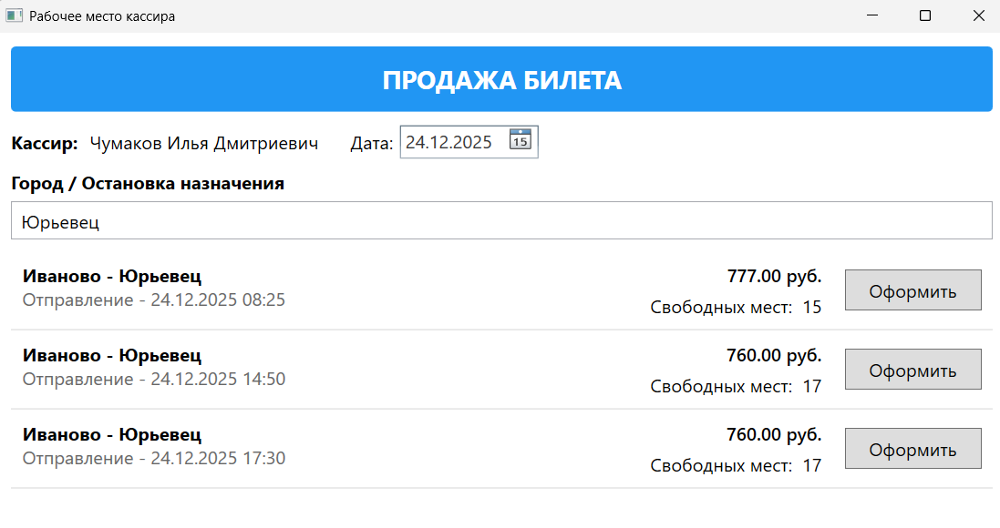 Рабочее место кассира
ПРОДАЖА БИЛЕТА
Кассир: Чумаков Илья Дмитриевич Дата: 24.12.2025 15
Город / Остановка назначения
Юрьевец
Иваново - Юрьевец 777.00 руб.
Отправление - 24.12.2025 08:25 Свободных мест: 15 Оформить
Иваново - Юрьевец 760.00 руб.
Отправление - 24.12.2025 14:50 Свободных мест: 17 Оформить
Иваново - Юрьевец 760.00 руб.
Отправление - 24.12.2025 17:30 Свободных мест: 17 Оформить